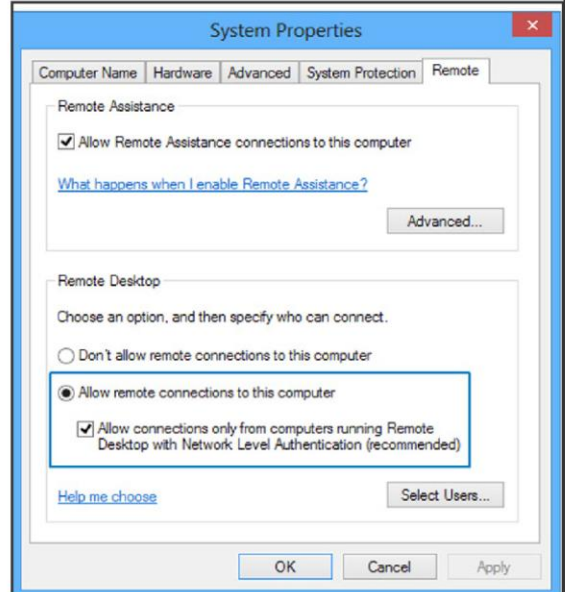 System Properties
Computer Name Hardware Advanced System Protection Remote
Remote Assistance
Allow Remote Assistance connections to this computer
What happens when I enable Remote Assistance?
Advanced...
Remote Desktop
Choose an option, and then specify who can connect.
Don't allow remote connections to this computer
Allow remote connections to this computer
Allow connections only from computers running Remote
Desktop with Network Level Authentication (recommended)
Help me choose Select Users...
OK Cancel Apply